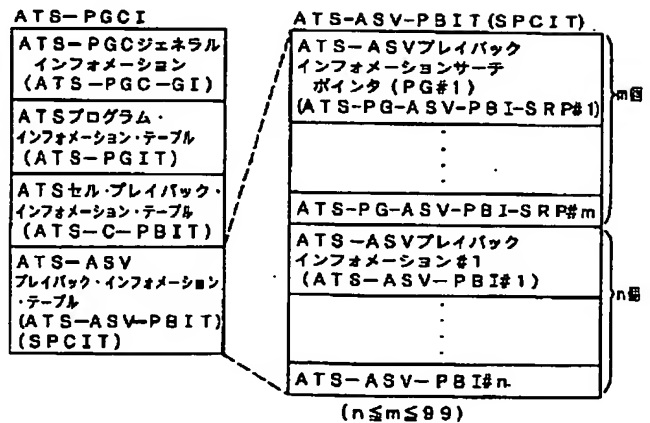 ATS-PGCI
ATS-PGCジェネラル
インフォメーション
(ATS-PGC-GI)
ATSプログラム・
インフォメーション・テーブル
(ATS-PGIT)
ATSセル・プレイバック・
インフォメーション・テーブル
(ATS-C-PBIT)
ATS-ASV
プレイバック・インフォメーション
・テーブル
(ATS-ASV-PBIT)
(SPCIT)
ATS-ASV-PBIT(SPCIT)
ATS-ASVプレイバック
インフォメーションサーチ
ポインタ(PG#1)
(ATS-PG-ASV-PBI-SRP#1)
ATS-PG-ASV-PBI-SRP#m
m個
ATS-ASVプレイバック
インフォメーション#1
(ATS-ASV-PBI#1)
ATS-ASV-PBI#n
n個
(n≦m≦99)